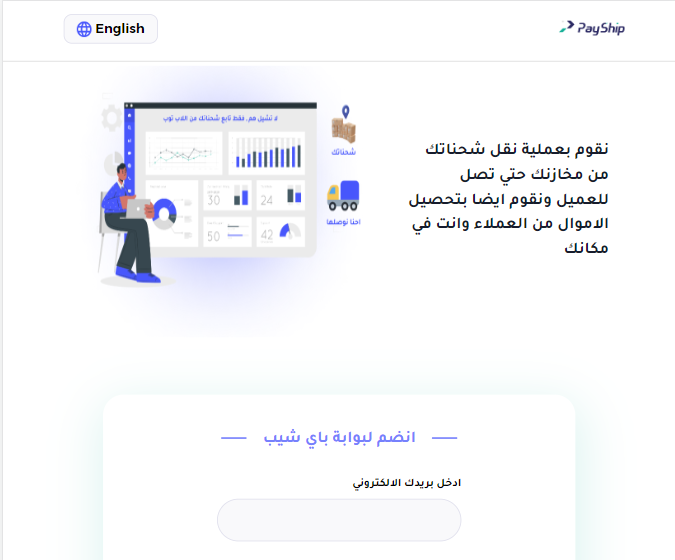 English
PayShip
لا تشيل هم, فقط تابع شحناتك من اللاب توب
شحناتك
30
24
احنا نوصلها
50
42
نقوم بعملية نقل شحناتك
من مخازنك حتي تصل
للعميل ونقوم ايضا بتحصيل
الاموال من العملاء وانت في
مكانك
انضم لبوابة باي شيب
ادخل بريدك الالكتروني